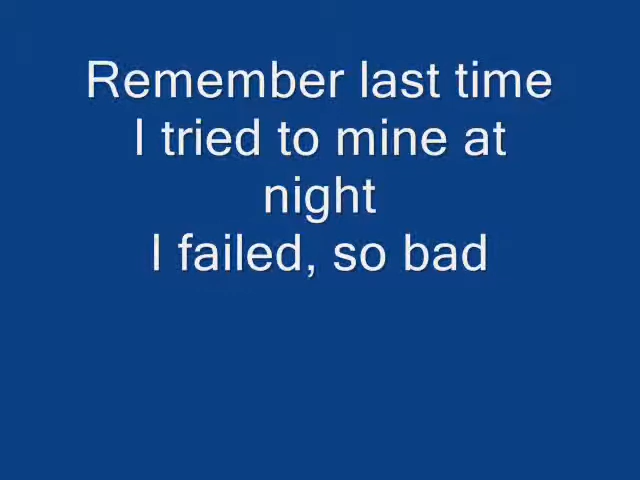 Remember last time
I tried to mine at
night
I failed, so bad